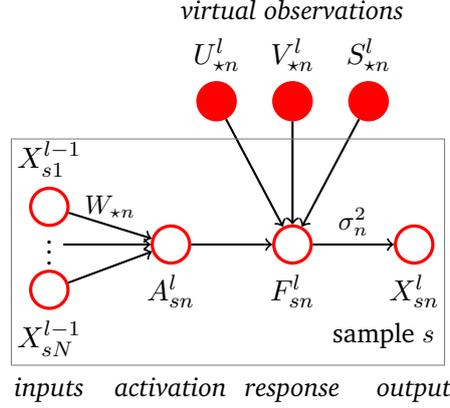 virtual observations
U^l_{⋆n} V^l_{⋆n} S^l_{⋆n}
X^{l−1}_{s1}
W_{⋆n}
σ^2_n
⋮
A^l_{sn} F^l_{sn} X^l_{sn}
X^{l−1}_{sN}
sample s
inputs activation response output